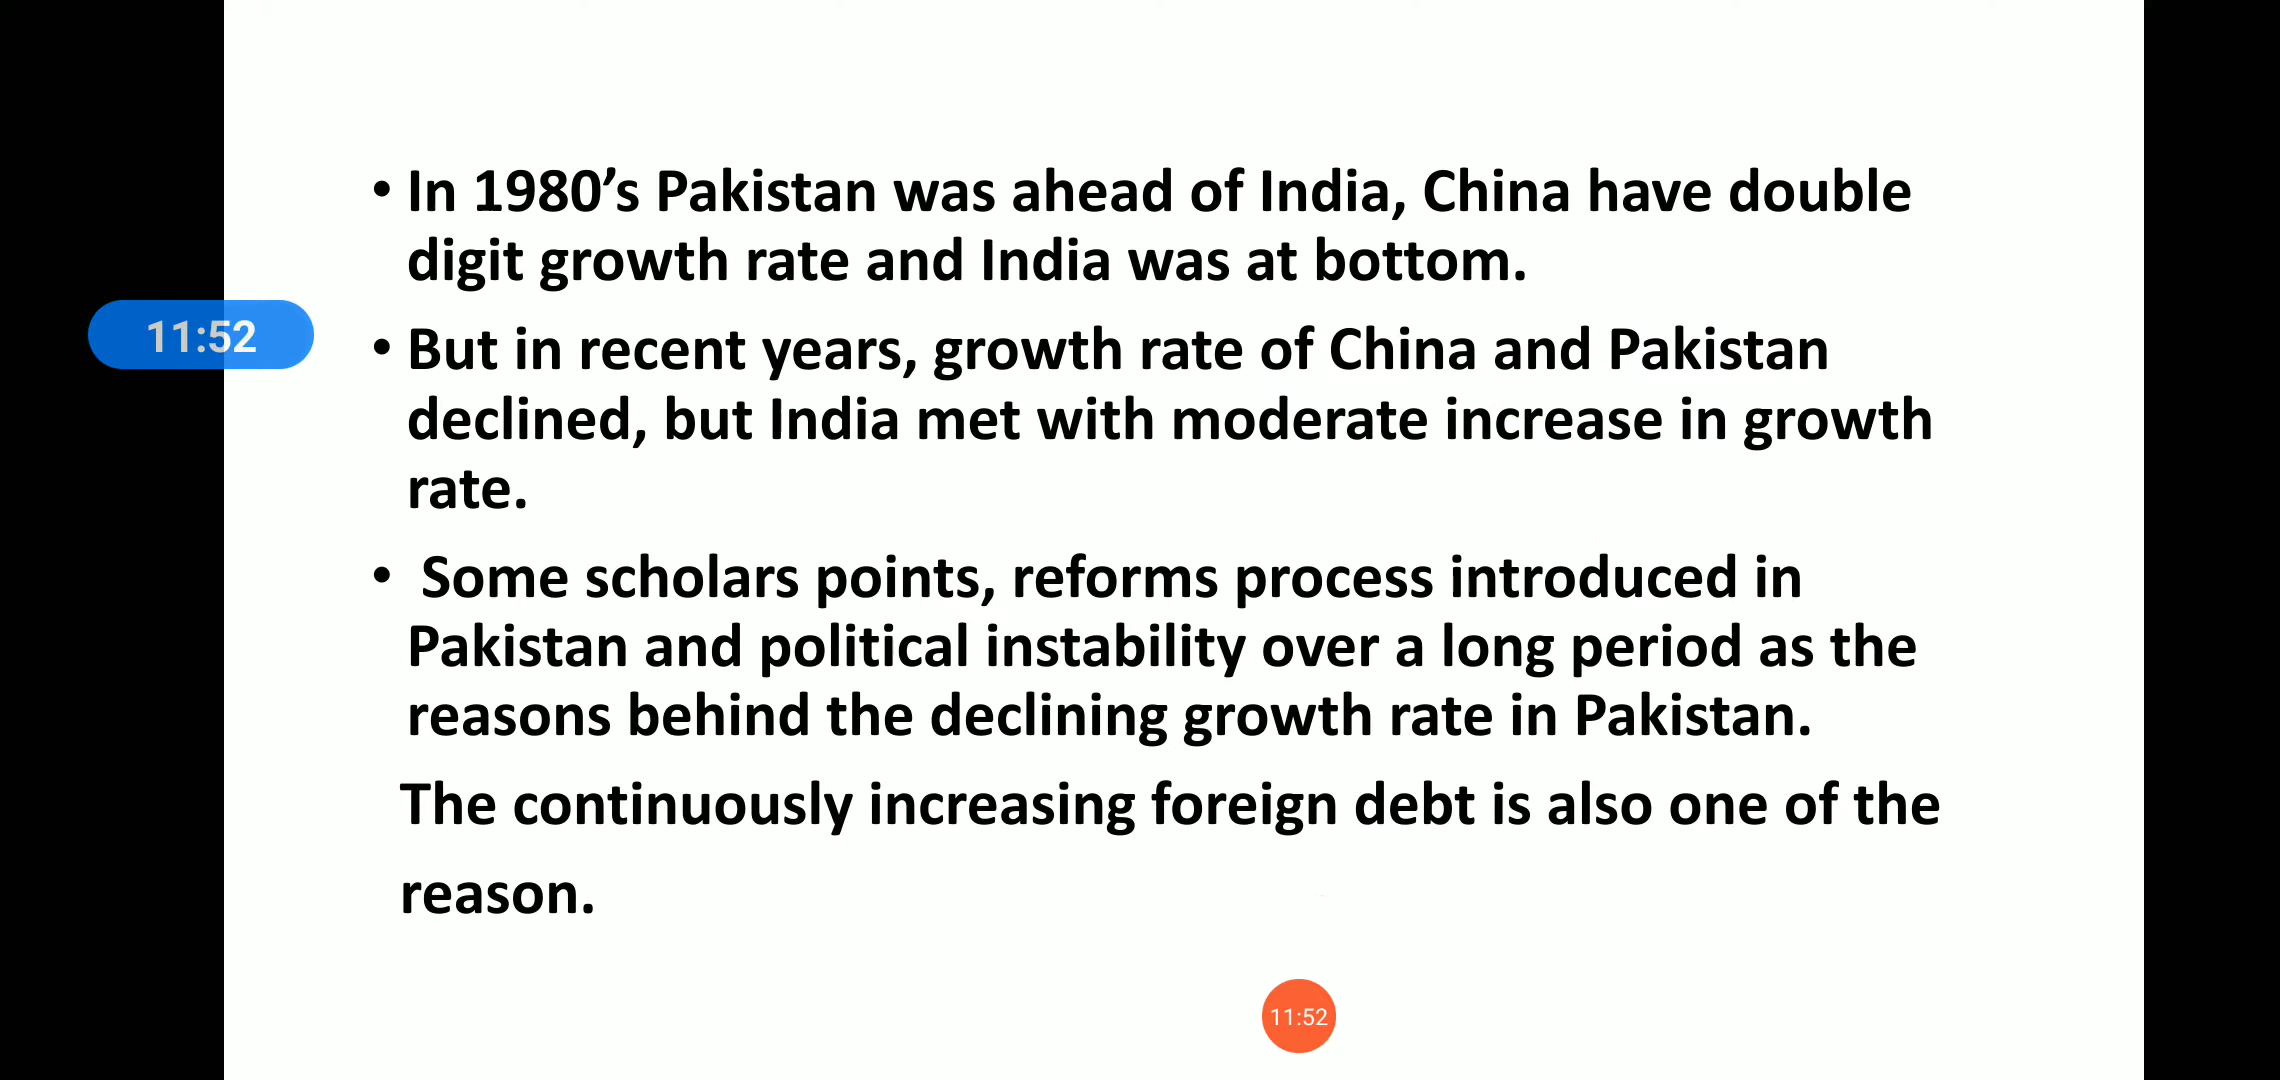 • In 1980’s Pakistan was ahead of India, China have double
digit growth rate and India was at bottom.
11:52
• But in recent years, growth rate of China and Pakistan
declined, but India met with moderate increase in growth
rate.
• Some scholars points, reforms process introduced in
Pakistan and political instability over a long period as the
reasons behind the declining growth rate in Pakistan.
The continuously increasing foreign debt is also one of the
reason.
11:52